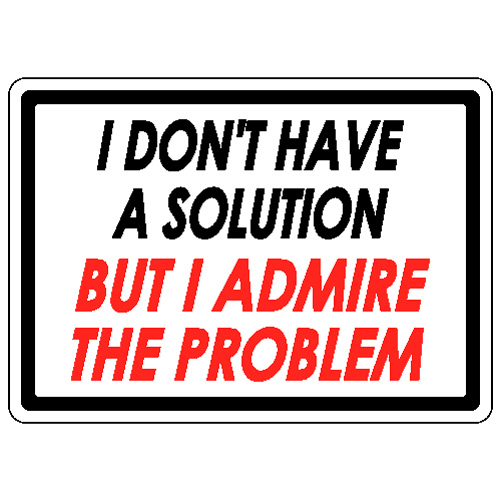 I DON'T HAVE
A SOLUTION
BUT I ADMIRE
THE PROBLEM